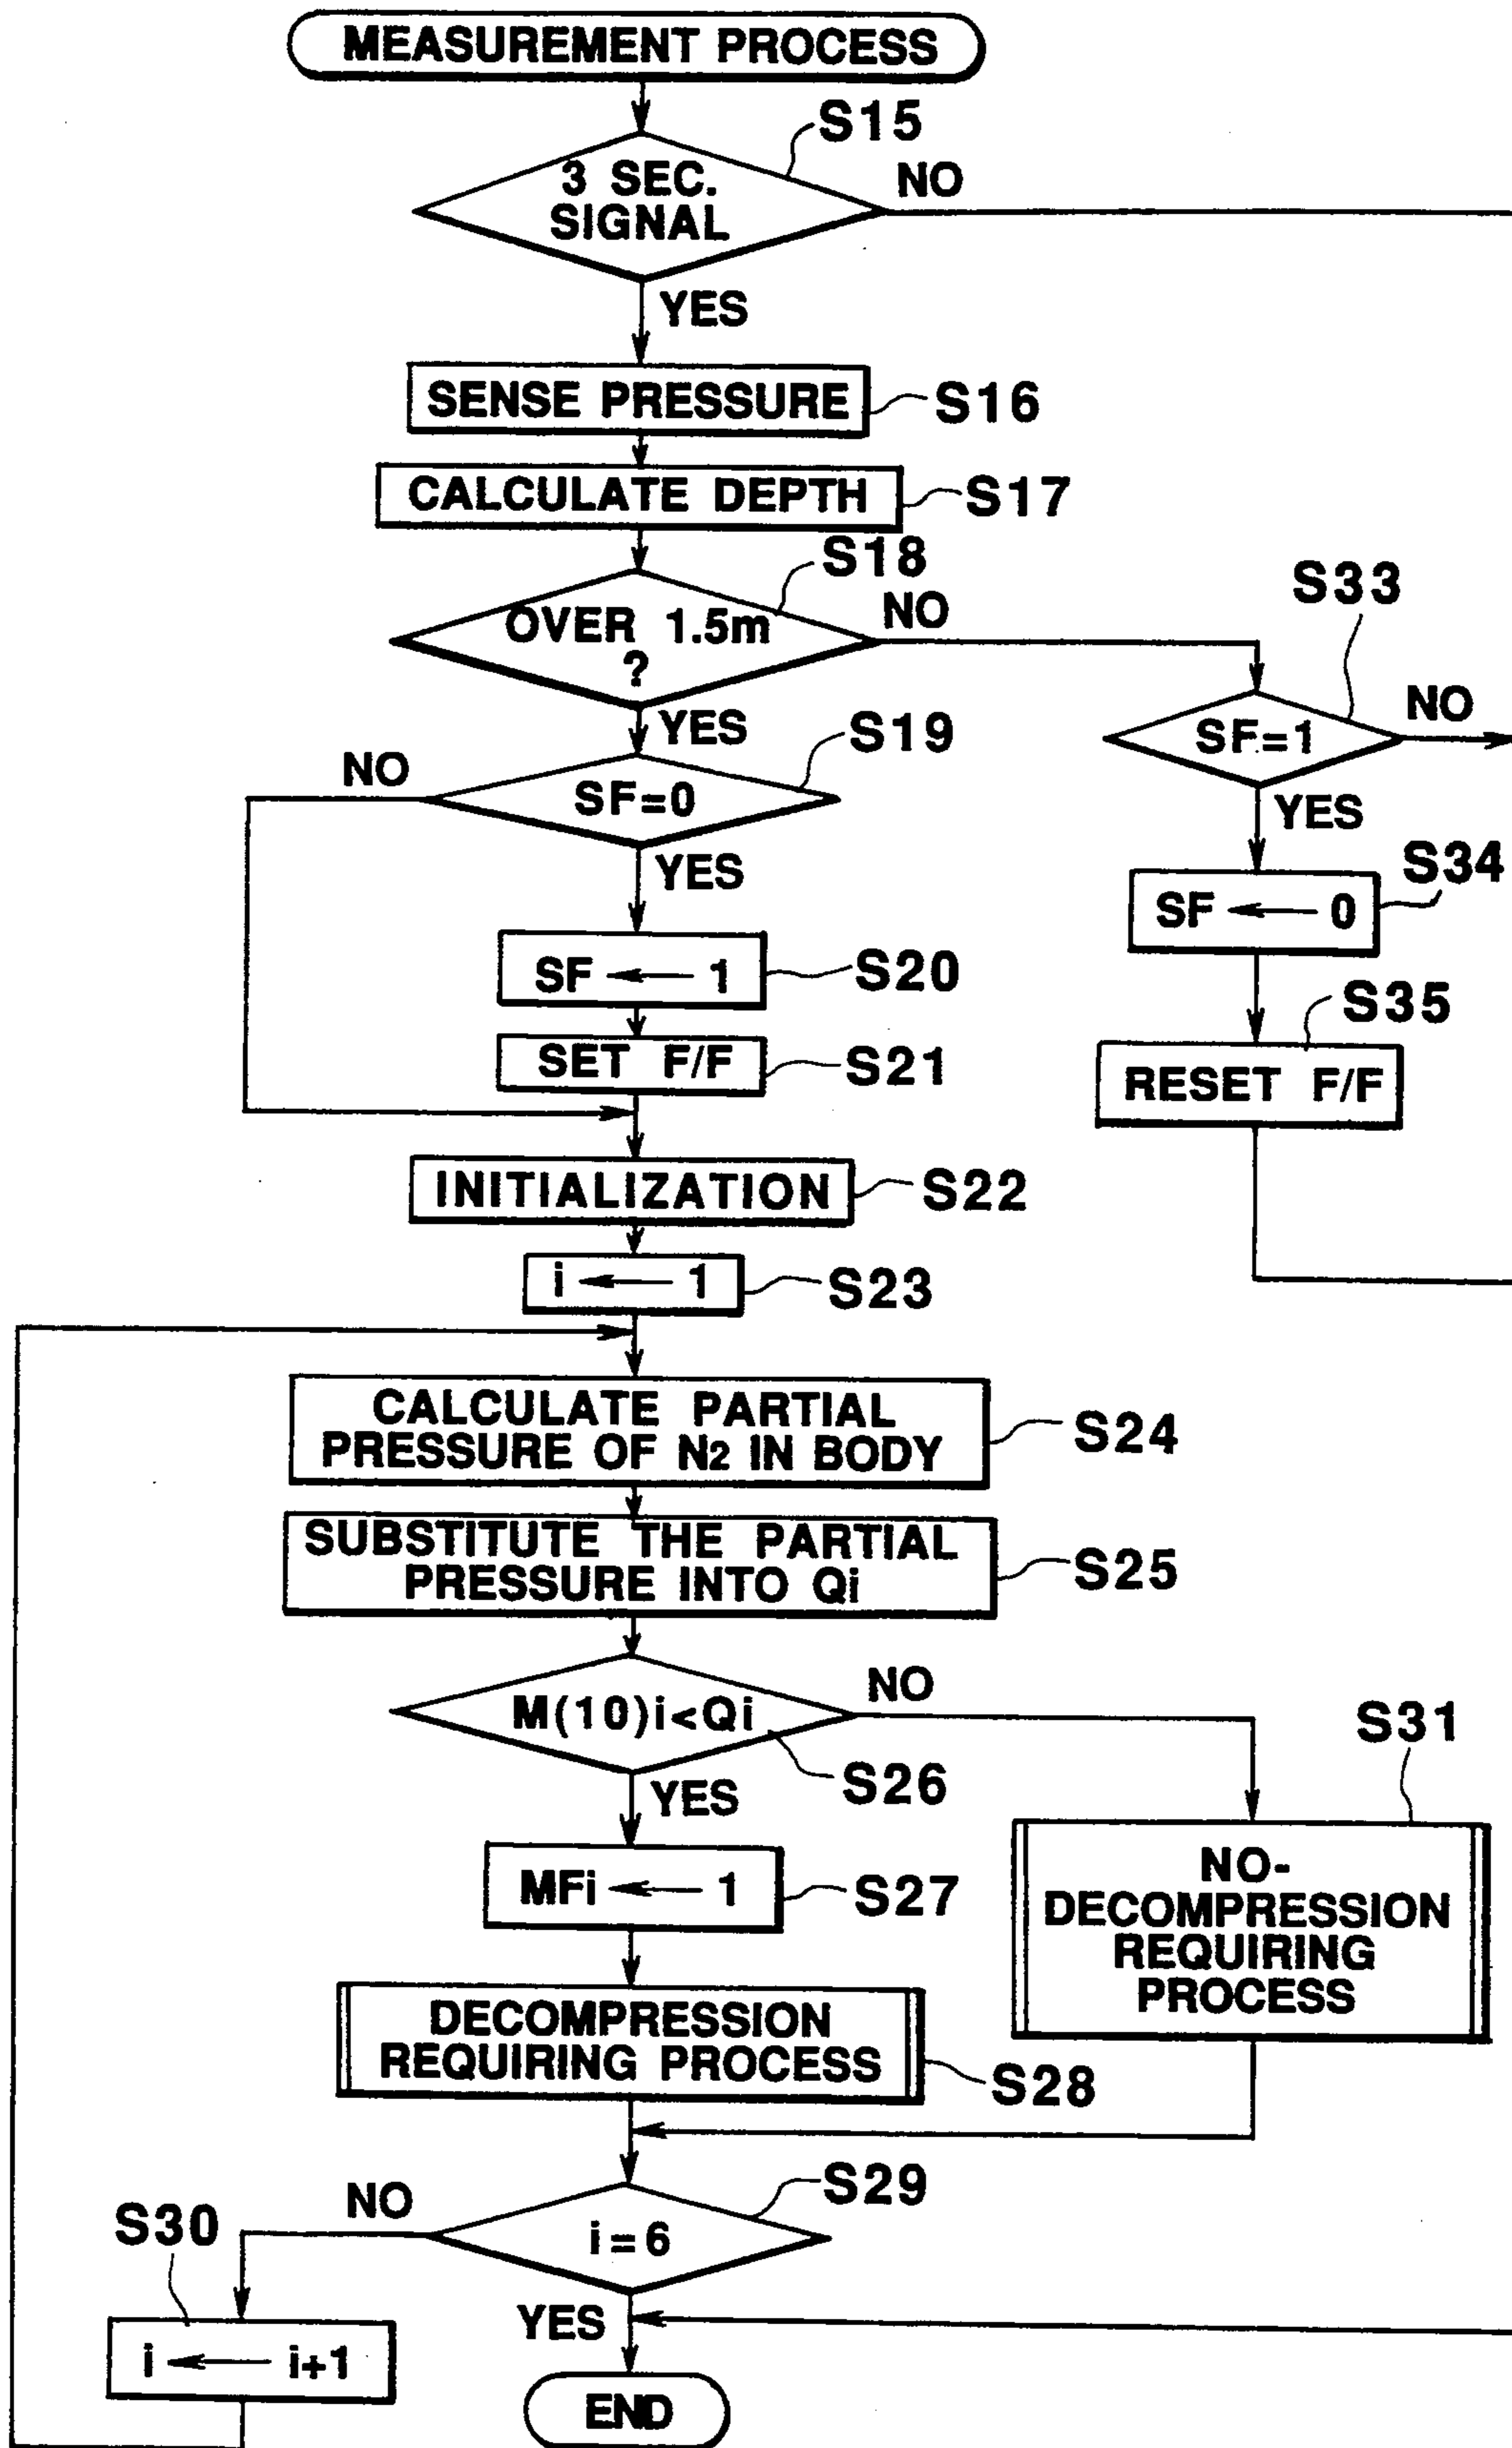 MEASUREMENT PROCESS
S15
3 SEC.
SIGNAL
NO
YES
SENSE PRESSURE
S16
CALCULATE DEPTH
S17
S18
OVER 1.5m
?
NO
YES
S33
SF=1
NO
YES
S19
NO
SF=0
YES
S34
SF ← 0
SF ← 1
S20
S35
RESET F/F
SET F/F
S21
INITIALIZATION
S22
i ← 1
S23
CALCULATE PARTIAL
PRESSURE OF N2 IN BODY
S24
SUBSTITUTE THE PARTIAL
PRESSURE INTO Qi
S25
M(10)i<Qi
NO
S26
YES
S31
NO-
DECOMPRESSION
REQUIRING
PROCESS
MFi ← 1
S27
DECOMPRESSION
REQUIRING PROCESS
S28
S29
NO
i=6
S30
YES
i ← i+1
END